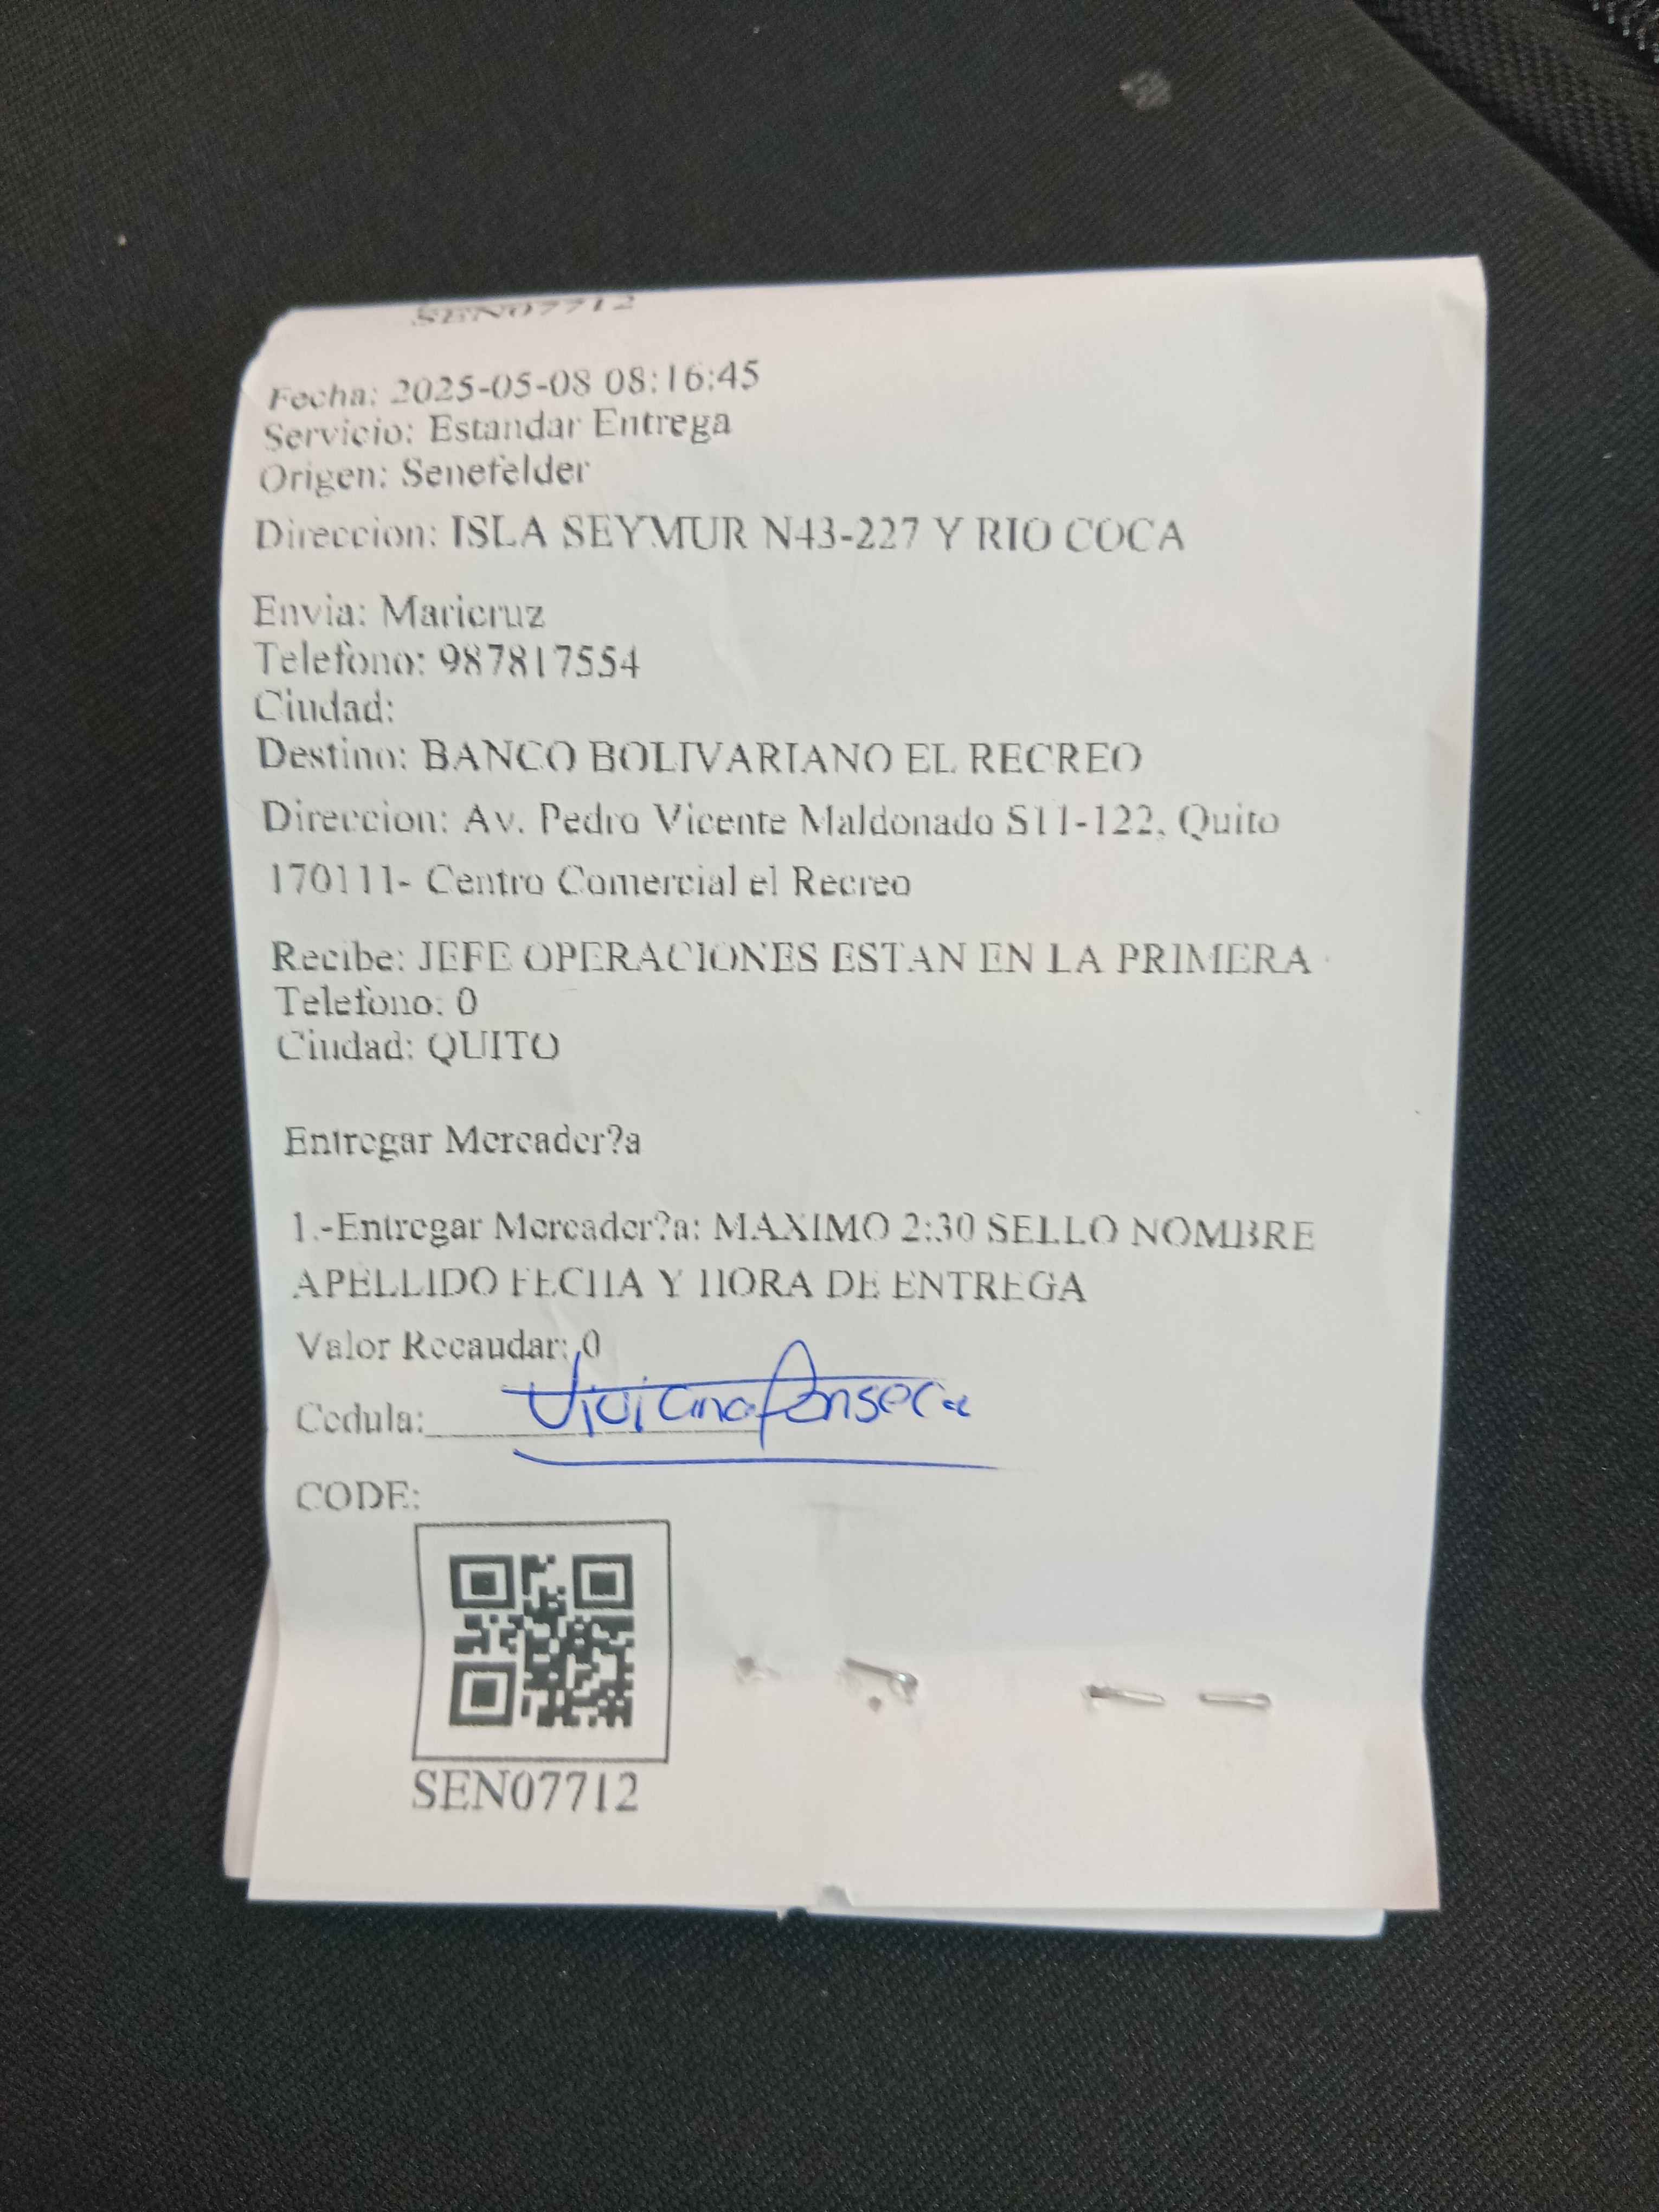 SEN07712
Fecha: 2025-05-08 08:16:45
Servicio: Estandar Entrega
Origen: Senefelder
Direccion: ISLA SEYMUR N43-227 Y RIO COCA
Envia: Maricruz
Telefono: 987817554
Ciudad:
Destino: BANCO BOLIVARIANO EL RECREO
Direccion: Av. Pedro Vicente Maldonado S11-122, Quito
170111- Centro Comercial el Recreo
Recibe: JEFE OPERACIONES ESTAN EN LA PRIMERA
Telefono: 0
Ciudad: QUITO
Entregar Mercader?a
1.-Entregar Mercader?a: MAXIMO 2:30 SELLO NOMBRE
APELLIDO FECHA Y HORA DE ENTREGA
Valor Recaudar: 0
Cedula: Viviana Fonseca
CODE:
SEN07712